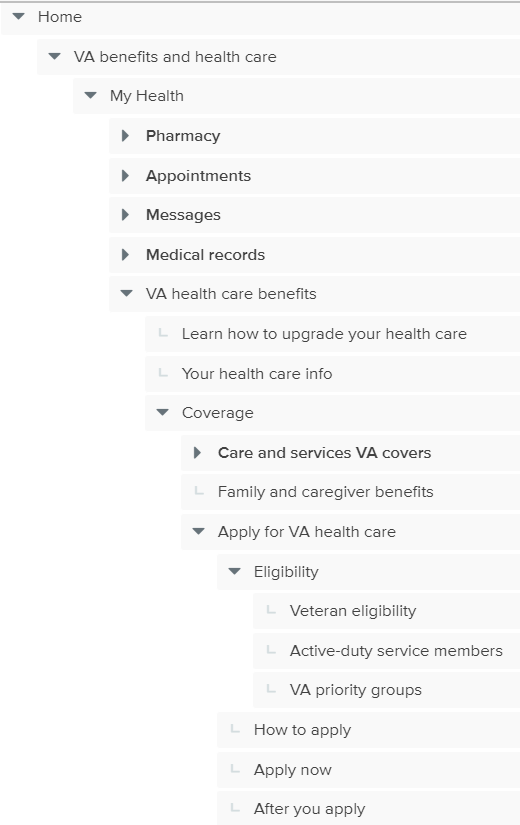 Home
VA benefits and health care
My Health
Pharmacy
Appointments
Messages
Medical records
VA health care benefits
Learn how to upgrade your health care
Your health care info
Coverage
Care and services VA covers
Family and caregiver benefits
Apply for VA health care
Eligibility
Veteran eligibility
Active-duty service members
VA priority groups
How to apply
Apply now
After you apply